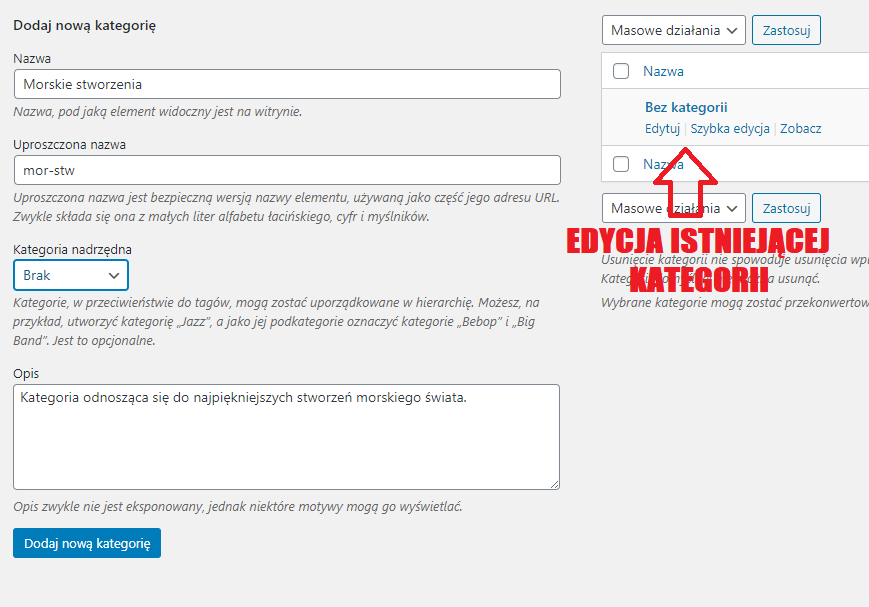 Dodaj nową kategorię
Nazwa
Morskie stworzenia
Nazwa, pod jaką element widoczny jest na witrynie.
Uproszczona nazwa
mor-stw
Uproszczona nazwa jest bezpieczną wersją nazwy elementu, używaną jako część jego adresu URL.
Zwykle składa się ona z małych liter alfabetu łacińskiego, cyfr i myślników.
Kategoria nadrzędna
Brak
Kategorie, w przeciwieństwie do tagów, mogą zostać uporządkowane w hierarchię. Możesz, na
przykład, utworzyć kategorię „Jazz”, a jako jej podkategorie oznaczyć kategorie „Bebop” i „Big
Band”. Jest to opcjonalne.
Opis
Kategoria odnosząca się do najpiękniejszych stworzeń morskiego świata.
Opis zwykle nie jest eksponowany, jednak niektóre motywy mogą go wyświetlać.
Dodaj nową kategorię
Masowe działania Zastosuj
Nazwa
Bez kategorii
Edytuj | Szybka edycja | Zobacz
Nazwa
Masowe działania Zastosuj
EDYCJA ISTNIEJĄCEJ
KATEGORII
Usunięcie kategorii nie spowoduje usunięcia
usunąć.
Wybrane kategorie mogą zostać